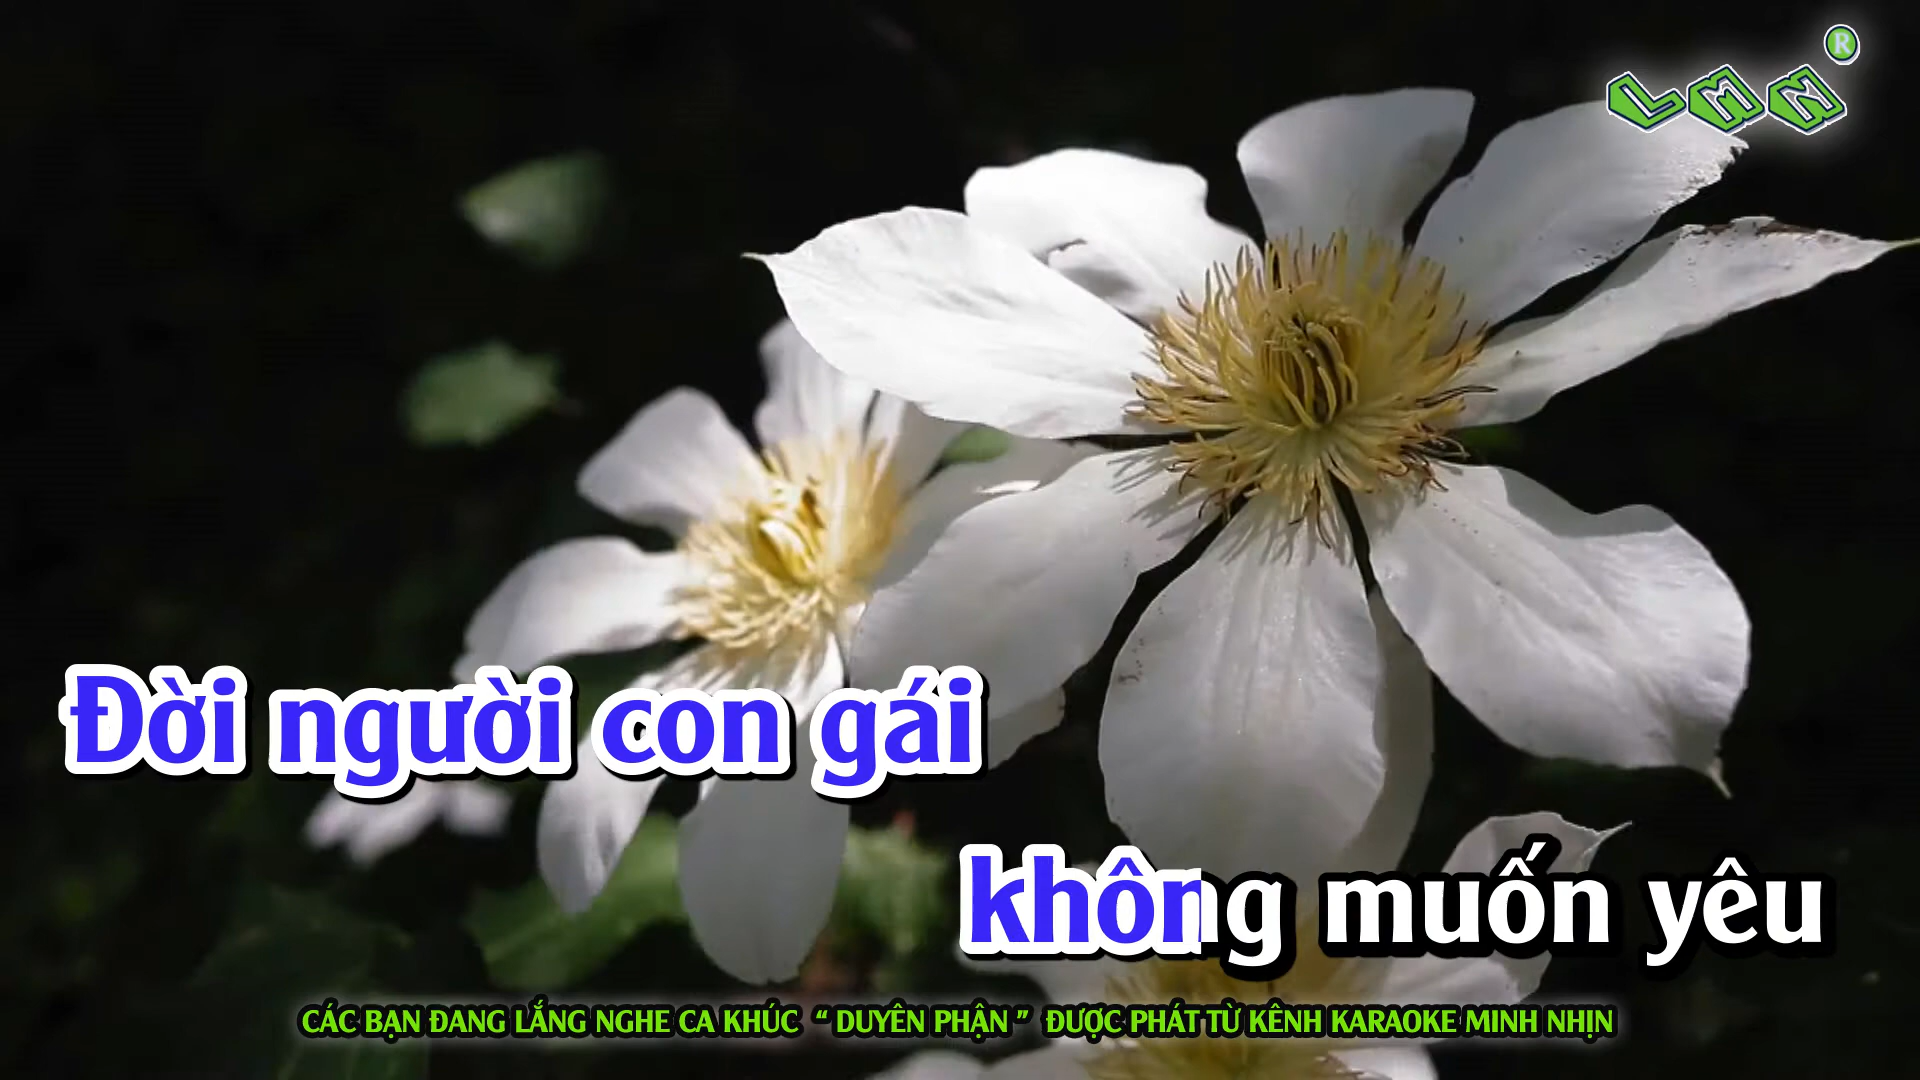 LMN®
Đời người con gái
không muốn yêu
CÁC BẠN ĐANG LẮNG NGHE CA KHÚC “ DUYÊN PHẬN ” ĐƯỢC PHÁT TỪ KÊNH KARAOKE MINH NHỊN